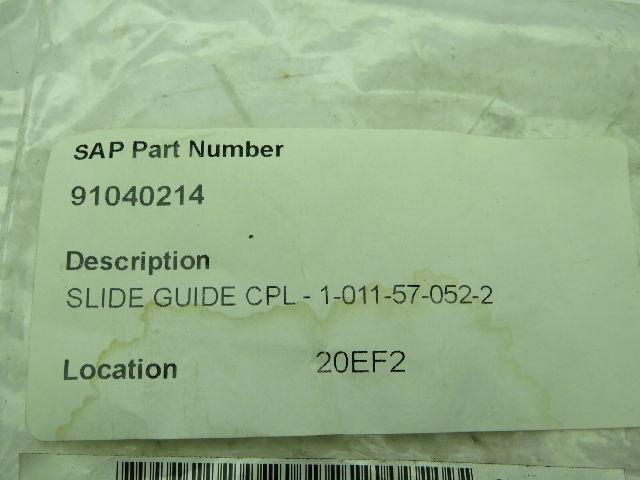 SAP Part Number
91040214
Description
SLIDE GUIDE CPL - 1-011-57-052-2
Location 20EF2